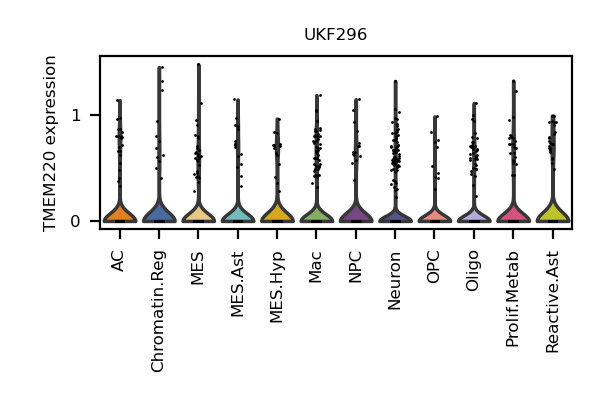 UKF296
TMEM220 expression
1
0
AC
Chromatin.Reg
MES
MES.Ast
MES.Hyp
Mac
NPC
Neuron
OPC
Oligo
Prolif.Metab
Reactive.Ast